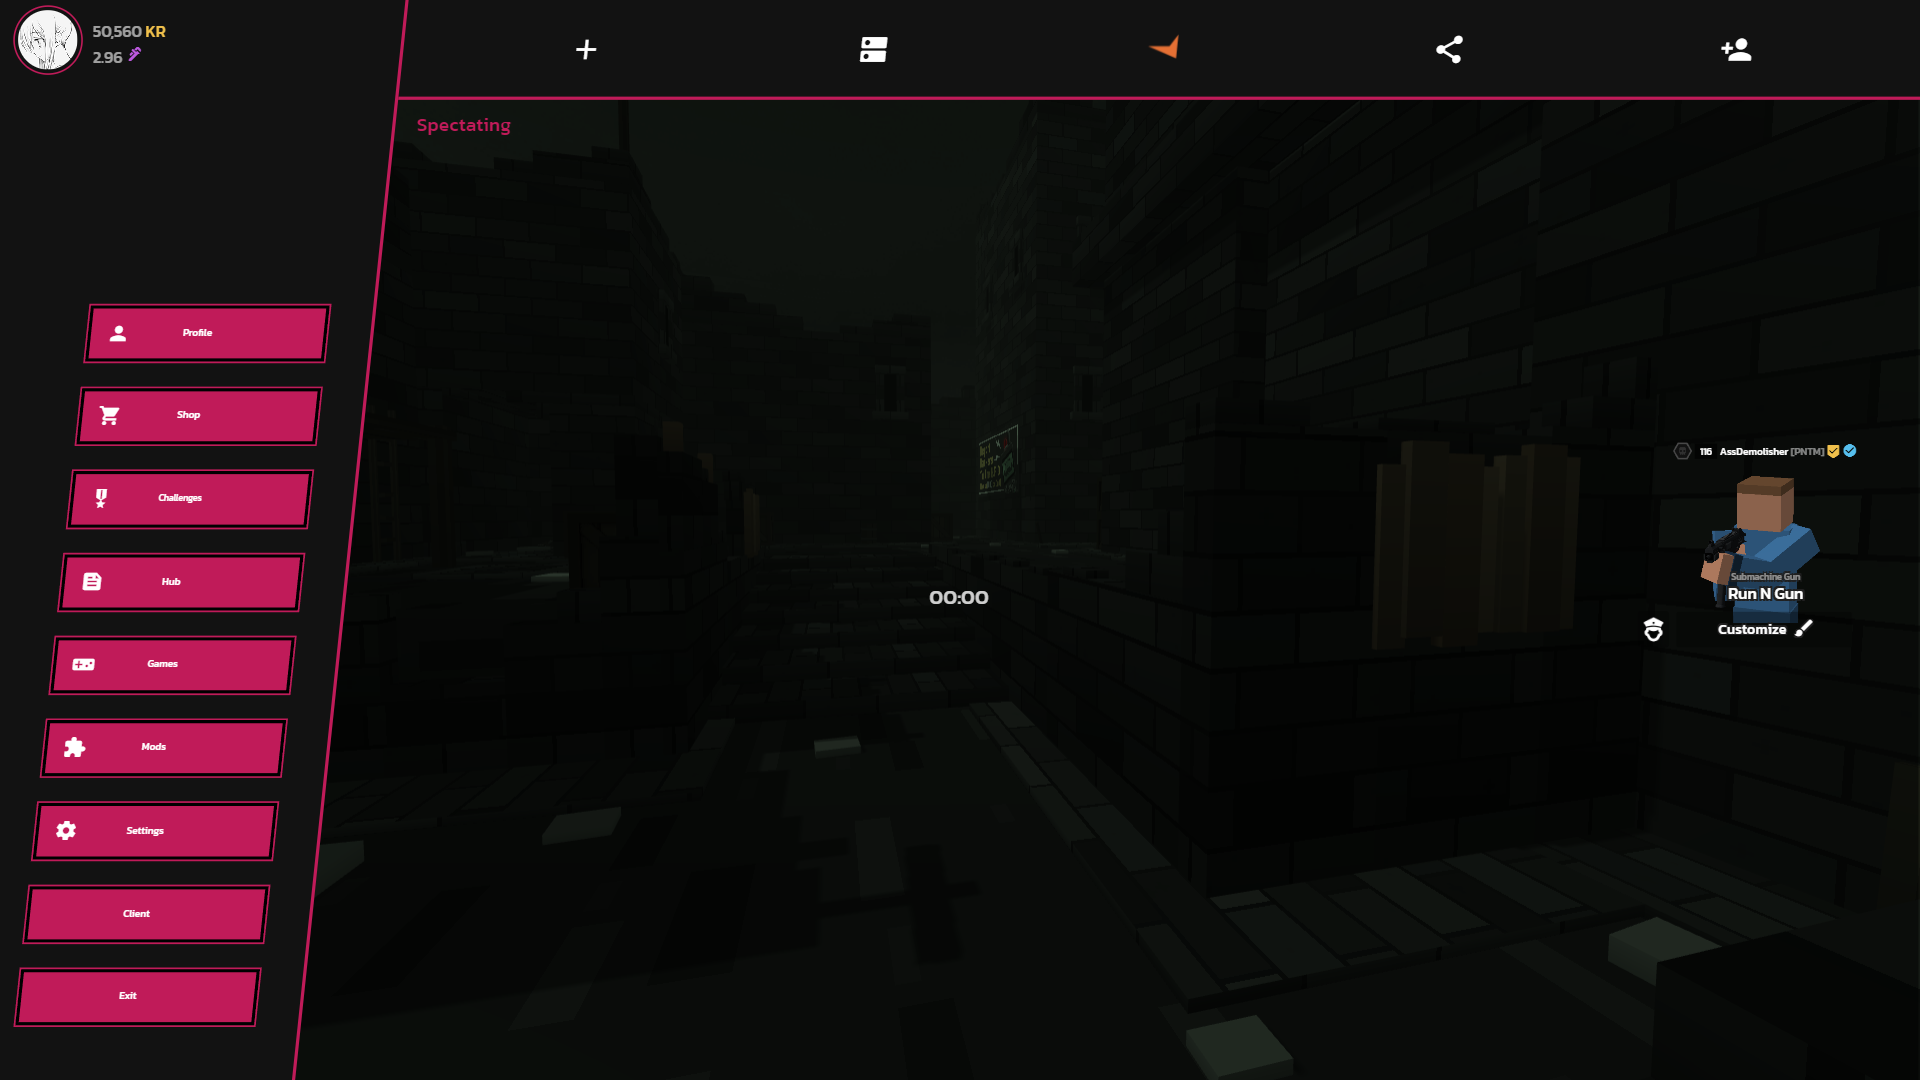 50,560 KR
2.96
Spectating
Profile
Shop
Challenges
Hub
Games
Mods
Settings
Client
Exit
00:00
116 AssDemolisher [PNTM]
Submachine Gun
Run N Gun
Customize